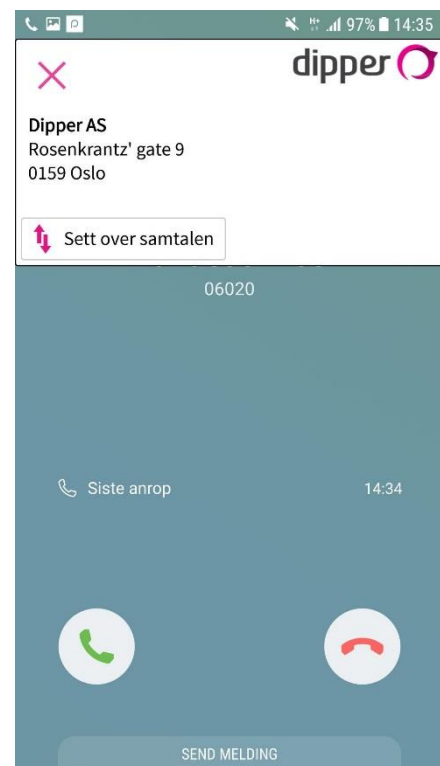 97% 14:35
dipper
Dipper AS
Rosenkrantz' gate 9
0159 Oslo
Sett over samtalen
06020
Siste anrop 14:34
SEND MELDING